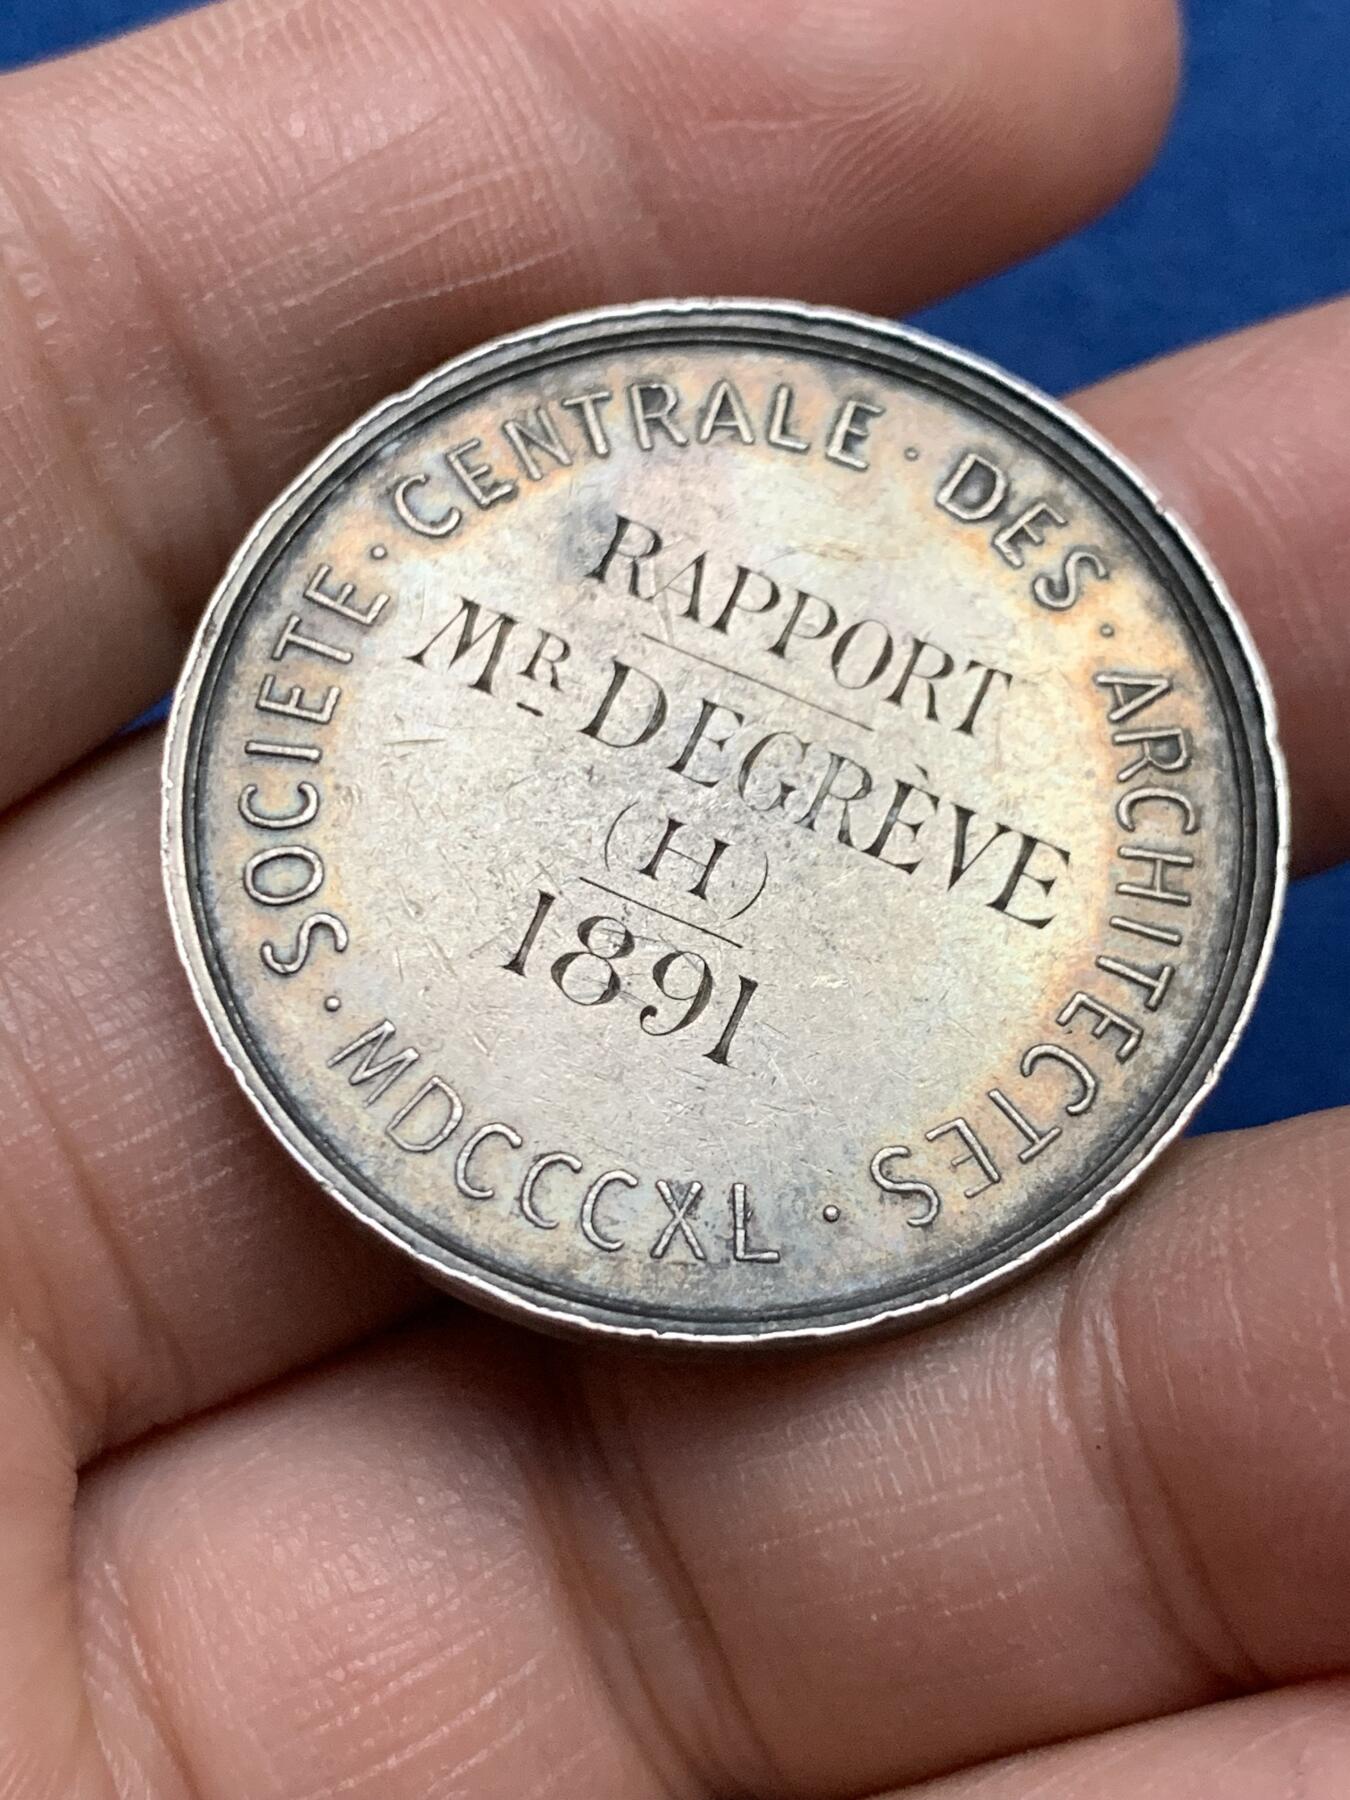 · SOCIETE · CENTRALE · DES · ARCHITECTES ·
MDCCCXL
RAPPORT
MR DEGRÈVE
(H)
1891